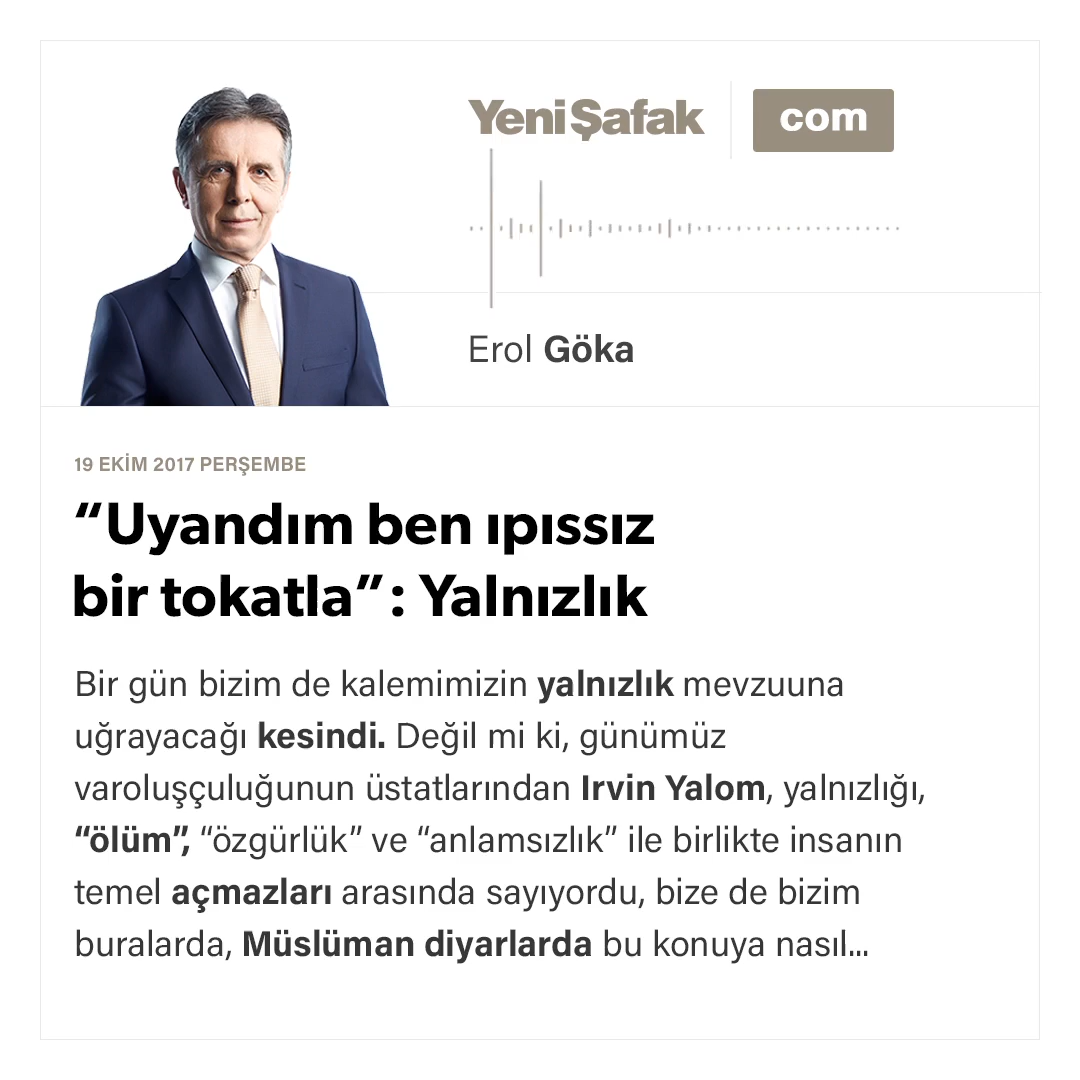 YeniŞafak com
Erol Göka
19 EKİM 2017 PERŞEMBE
“Uyandım ben ıpıssız
bir tokatla”: Yalnızlık
Bir gün bizim de kalemimizin yalnızlık mevzuuna
uğrayacağı kesindi. Değil mi ki, günümüz
varoluşçuluğunun üstatlarından Irvin Yalom, yalnızlığı,
“ölüm”, “özgürlük” ve “anlamsızlık” ile birlikte insanın
temel açmazları arasında sayıyordu, bize de bizim
buralarda, Müslüman diyarlarda bu konuya nasıl...